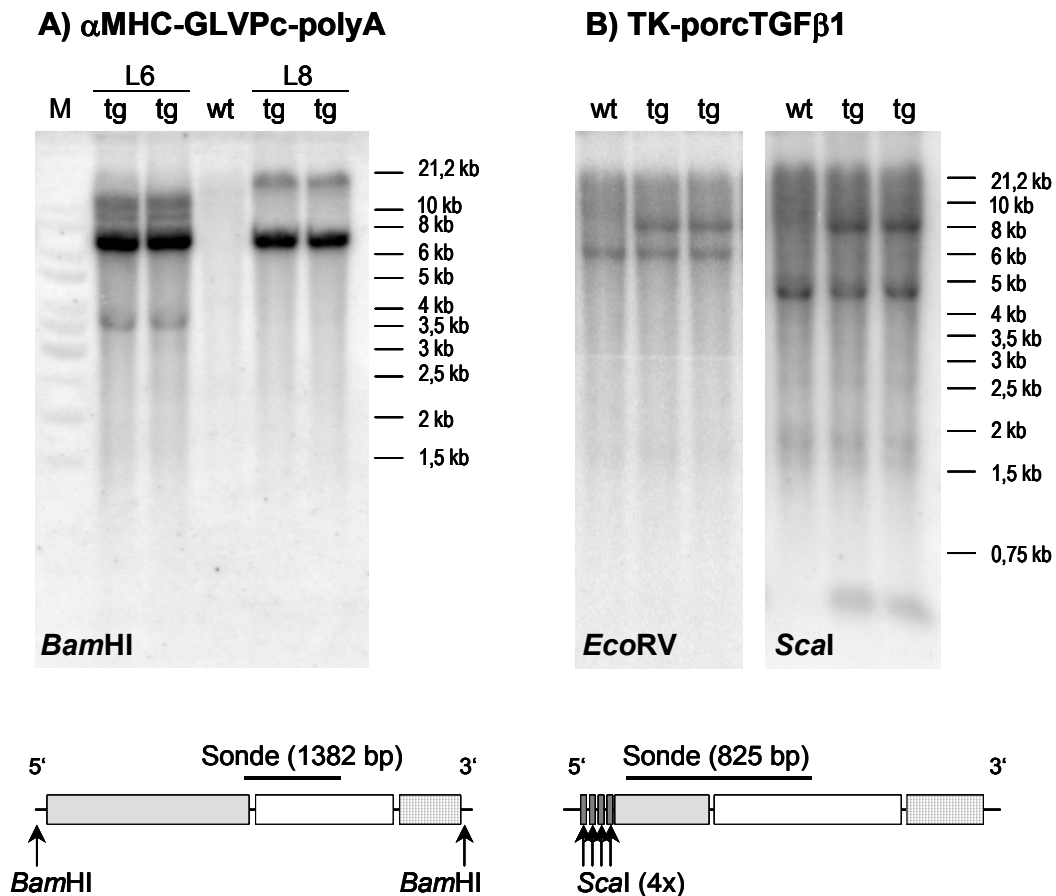 A) αMHC-GLVPc-polyA
L6 L8
M tg tg wt tg tg
21,2 kb
10 kb
8 kb
6 kb
5 kb
4 kb
3,5 kb
3 kb
2,5 kb
2 kb
1,5 kb
BamHI
5‘ Sonde (1382 bp) 3‘
BamHI BamHI
B) TK-porcTGFβ1
wt tg tg wt tg tg
21,2 kb
10 kb
8 kb
6 kb
5 kb
4 kb
3,5 kb
3 kb
2,5 kb
2 kb
1,5 kb
0,75 kb
EcoRV ScaI
5‘ Sonde (825 bp) 3‘
ScaI (4x)